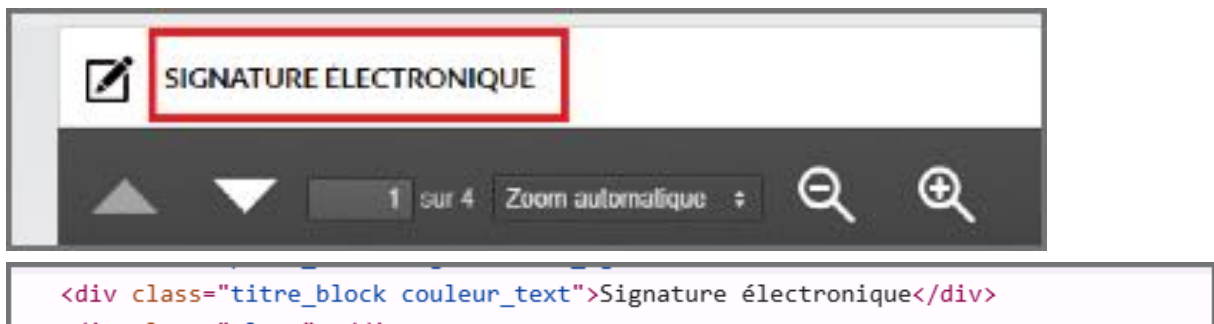 SIGNATURE ÉLECTRONIQUE
1 sur 4 Zoom automatique
<div class="titre_block couleur_text">Signature électronique</div>